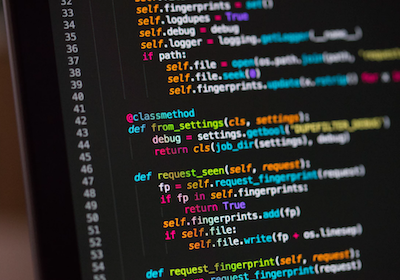 32 self.fingerprints = set()
33 self.logdupes = True
34 self.debug = debug
35 self.logger = logging.getLogger(__name__)
36 if path:
37 self.file = open(os.path.join(path,
38 self.file.seek(0)
39 self.fingerprints.update(
40
41 @classmethod
42 def from_settings(cls, settings):
43 debug = settings.getbool(
44 return cls(job_dir(settings), debug)
45
46 def request_seen(self, request):
47 fp = self.request_fingerprint(request)
48 if fp in self.fingerprints:
49 return True
50 self.fingerprints.add(fp)
51 if self.file:
52 self.file.write(fp + os.linesep)
53
54 def request_fingerprint(self, request):
55 return request_fingerprint(request)